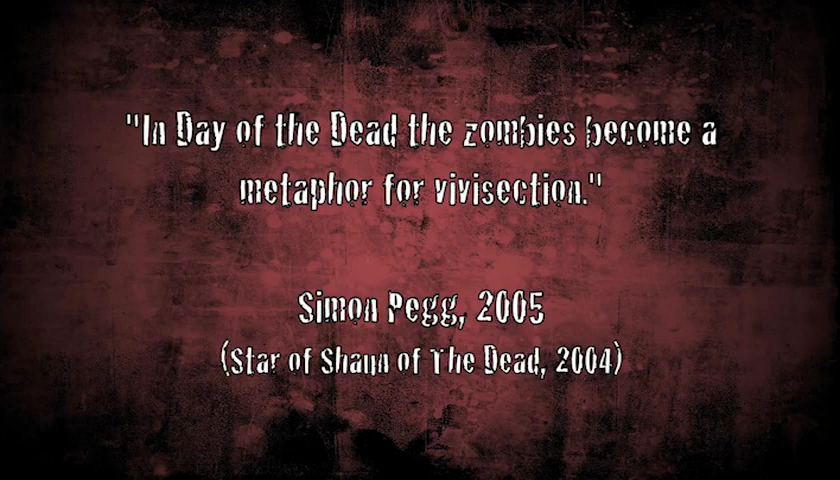 "In Day of the Dead the zombies become a
metaphor for vivisection."
Simon Pegg, 2005
(Star of Shaun of The Dead, 2004)